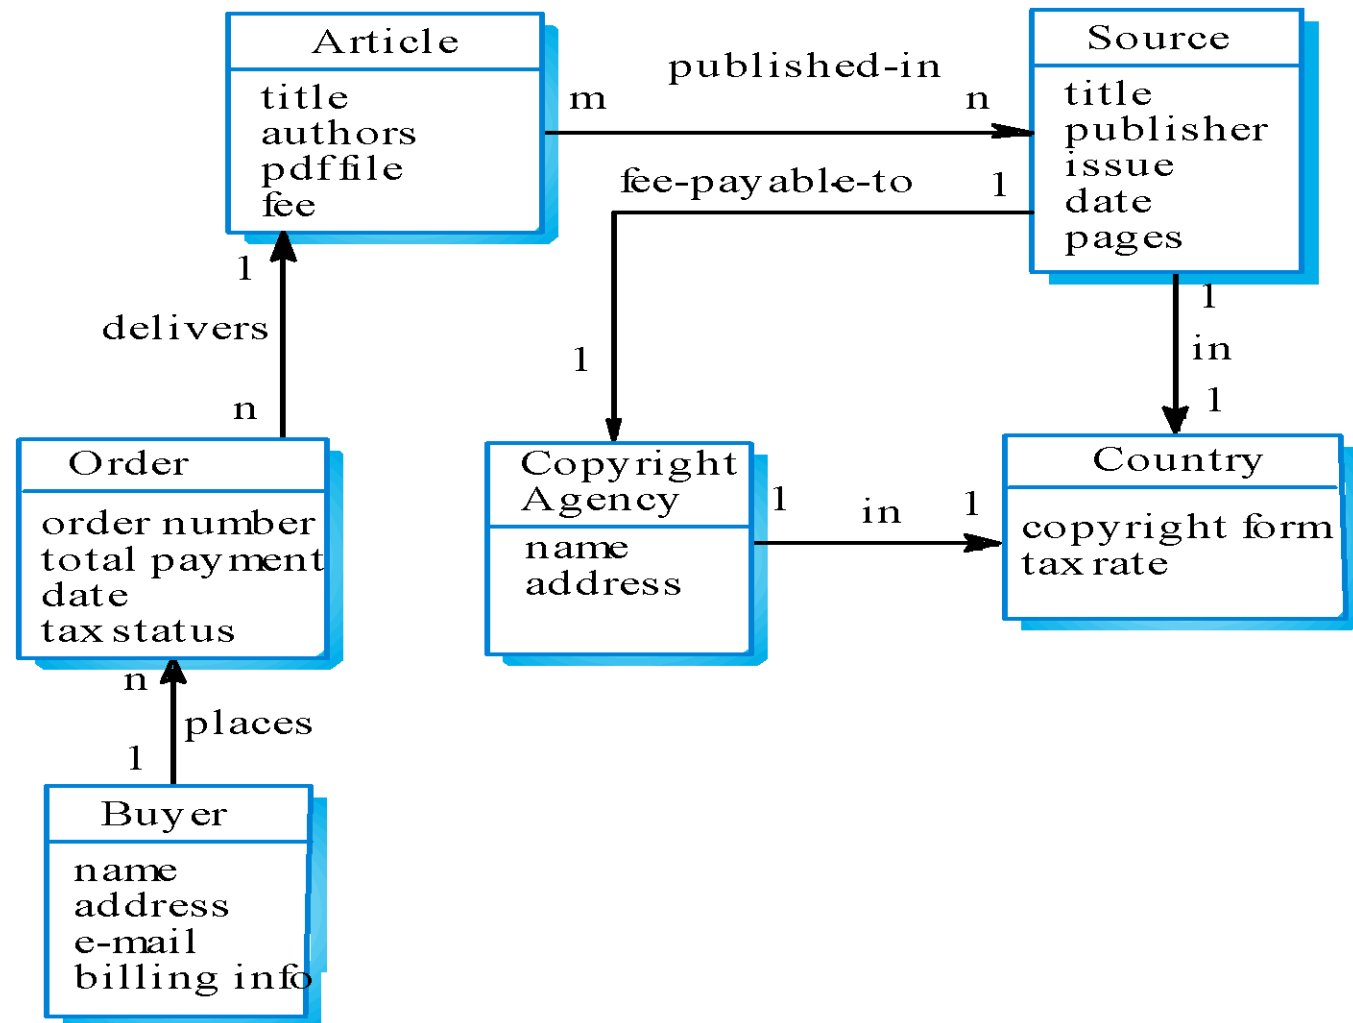 Article
title
authors
pdf file
fee
published-in
m
n
Source
title
publisher
issue
date
pages
fee-payable-to
1
1
1
in
1
1
delivers
n
Order
order number
total payment
date
tax status
Copyright
Agency
name
address
1
in
1
Country
copyright form
tax rate
n
places
1
Buyer
name
address
e-mail
billing info